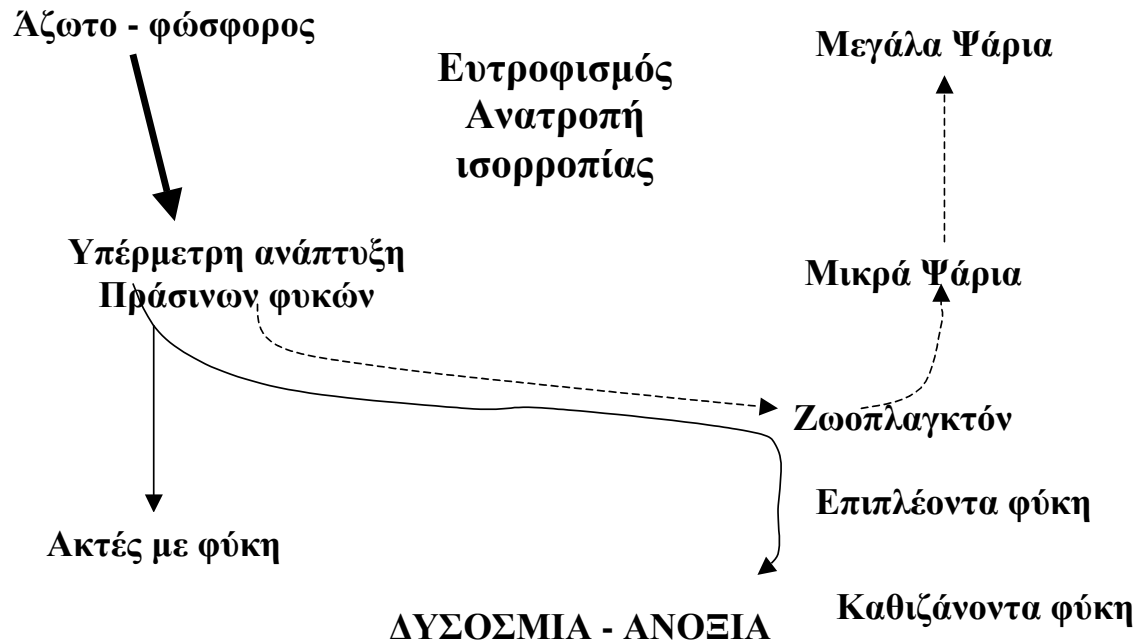 Άζωτο - φώσφορος
Ευτροφισμός
Ανατροπή
ισορροπίας
Μεγάλα Ψάρια
Υπέρμετρη ανάπτυξη
Πράσινων φυκών
Μικρά Ψάρια
Ζωοπλαγκτόν
Επιπλέοντα φύκη
Ακτές με φύκη
Καθιζάνοντα φύκη
ΔΥΣΟΣΜΙΑ - ΑΝΟΞΙΑ